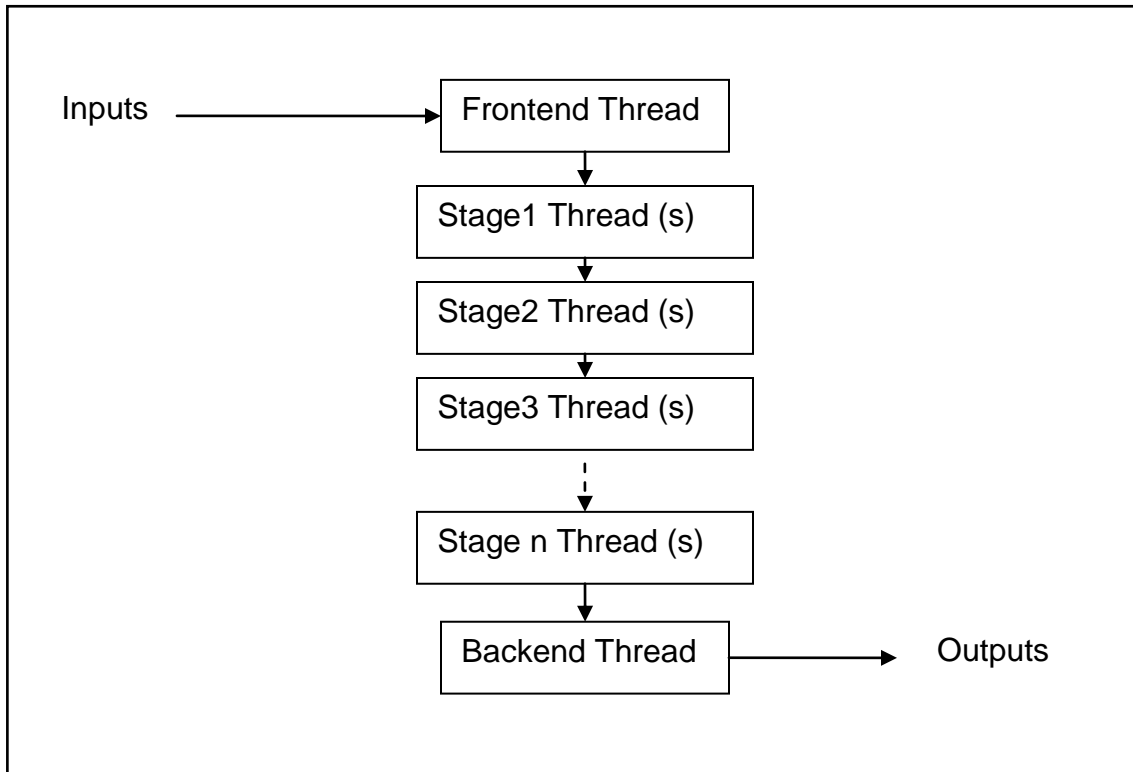 Inputs
Frontend Thread
Stage1 Thread (s)
Stage2 Thread (s)
Stage3 Thread (s)
Stage n Thread (s)
Backend Thread
Outputs